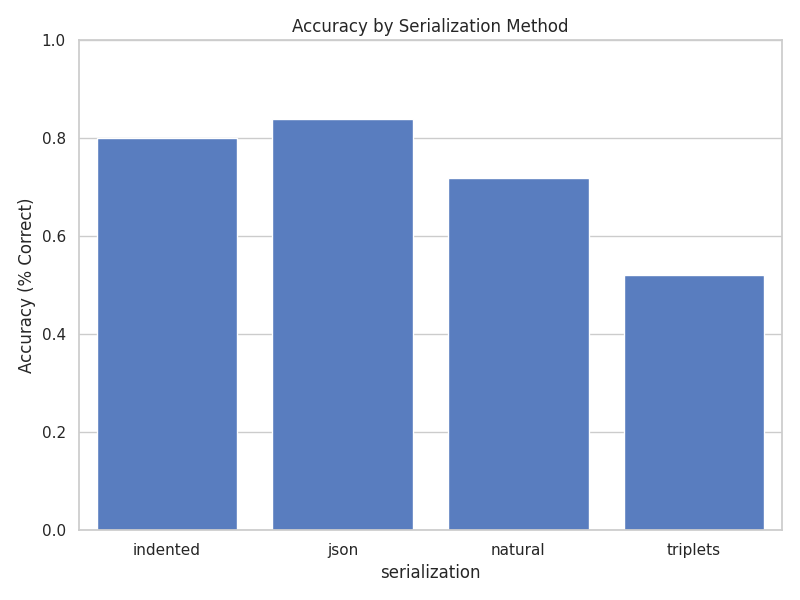 Accuracy by Serialization Method
1.0
0.8
0.6
0.4
0.2
0.0
Accuracy (% Correct)
indented json natural triplets
serialization